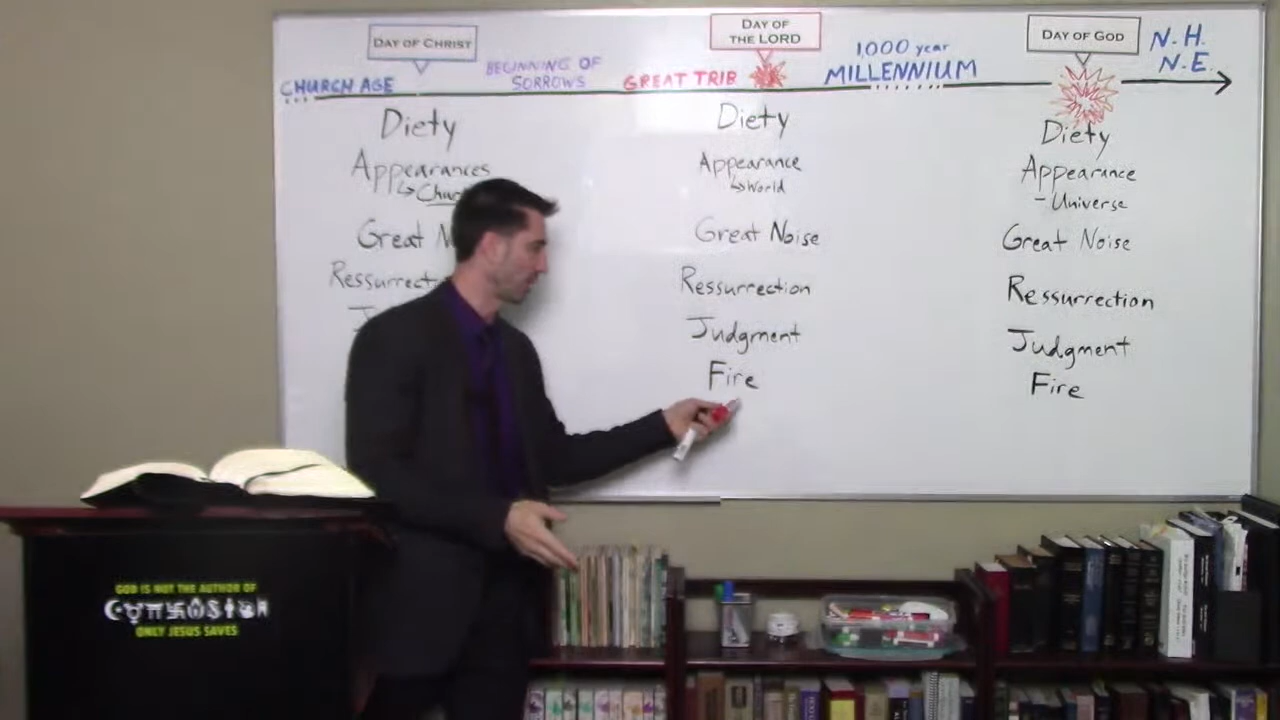 DAY OF CHRIST
DAY OF
THE LORD
DAY OF GOD
CHURCH AGE
BEGINNING OF
SORROWS
GREAT TRIB
1,000 year
MILLENNIUM
N.H.
N.E.
Diety
Appearances
Great
Diety
Appearance
World
Great Noise
Ressurrection
Judgment
Fire
Diety
Appearance
- Universe
Great Noise
Ressurrection
Judgment
Fire
GOD IS NOT THE AUTHOR OF
ONLY JESUS SAVES